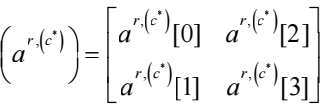 (a^{r,(c*)}) = [ a^{r,(c*)}[0] a^{r,(c*)}[2]
a^{r,(c*)}[1] a^{r,(c*)}[3] ]